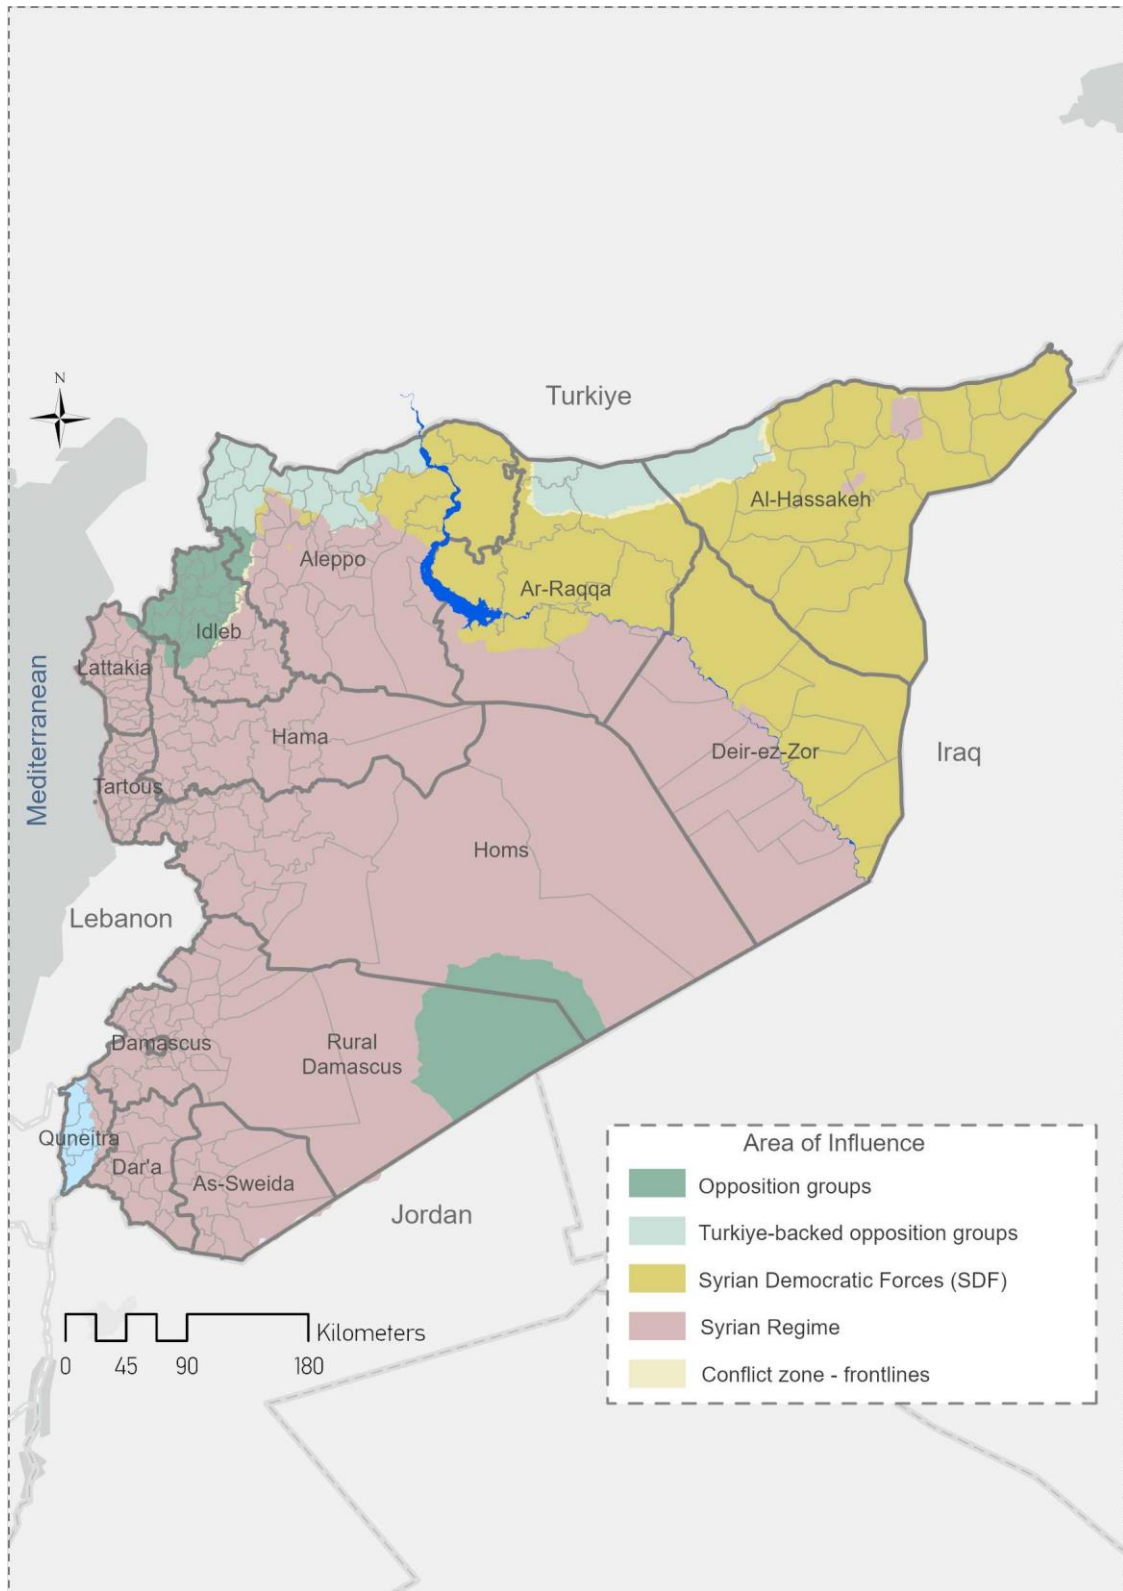 N
Turkiye
Al-Hassakeh
Aleppo
Ar-Raqqa
Idleb
Lattakia
Mediterranean
Hama
Deir-ez-Zor
Iraq
Tartous
Homs
Lebanon
Damascus
Rural
Damascus
Quneitra
Dar'a
As-Sweida
Jordan
Area of Influence
Opposition groups
Turkiye-backed opposition groups
Syrian Democratic Forces (SDF)
Syrian Regime
Conflict zone - frontlines
Kilometers
0 45 90 180